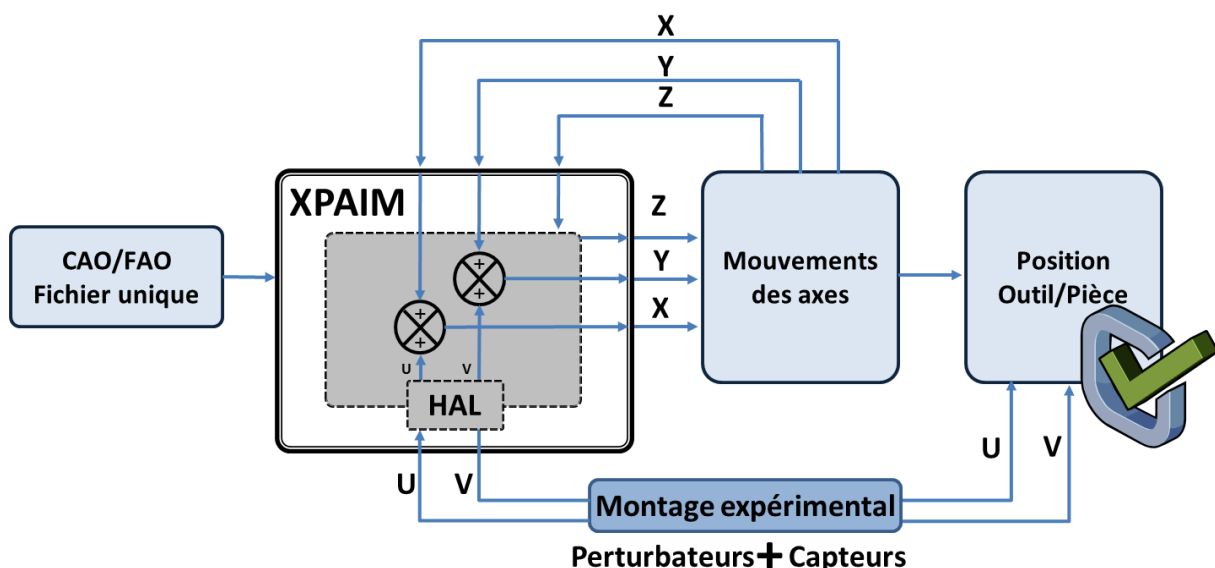 X
Y
Z
XPAIM
CAO/FAO
Fichier unique
+
+
+
+
U
V
HAL
Z
Y
X
Mouvements
des axes
Position
Outil/Pièce
U
V
U
V
Montage expérimental
Perturbateurs+ Capteurs